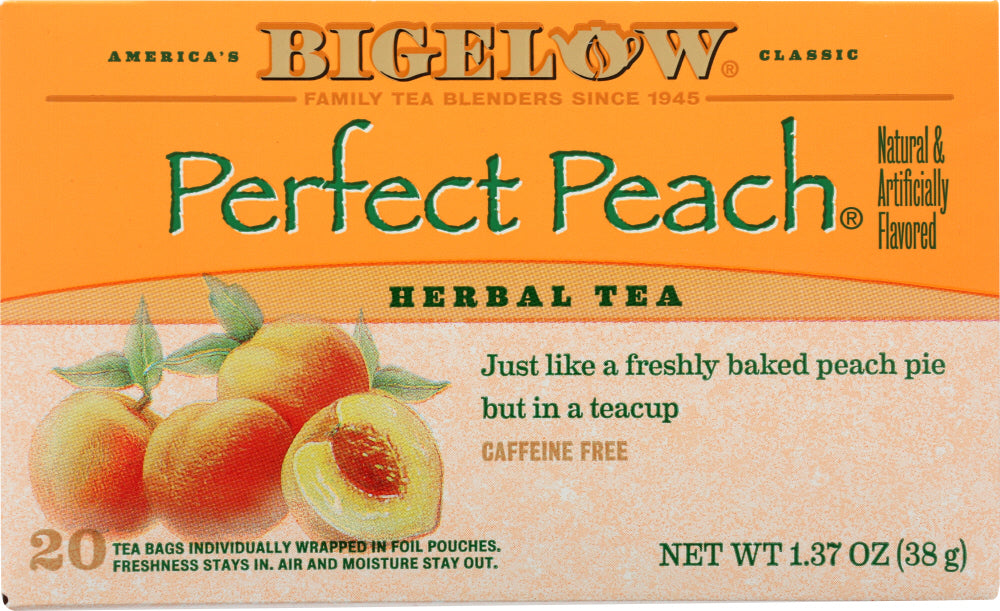 AMERICA'S BIGELOW® CLASSIC
FAMILY TEA BLENDERS SINCE 1945
Perfect Peach®
Natural &
Artificially
Flavored
HERBAL TEA
Just like a freshly baked peach pie
but in a teacup
CAFFEINE FREE
20 TEA BAGS INDIVIDUALLY WRAPPED IN FOIL POUCHES.
FRESHNESS STAYS IN. AIR AND MOISTURE STAY OUT.
NET WT 1.37 OZ (38 g)